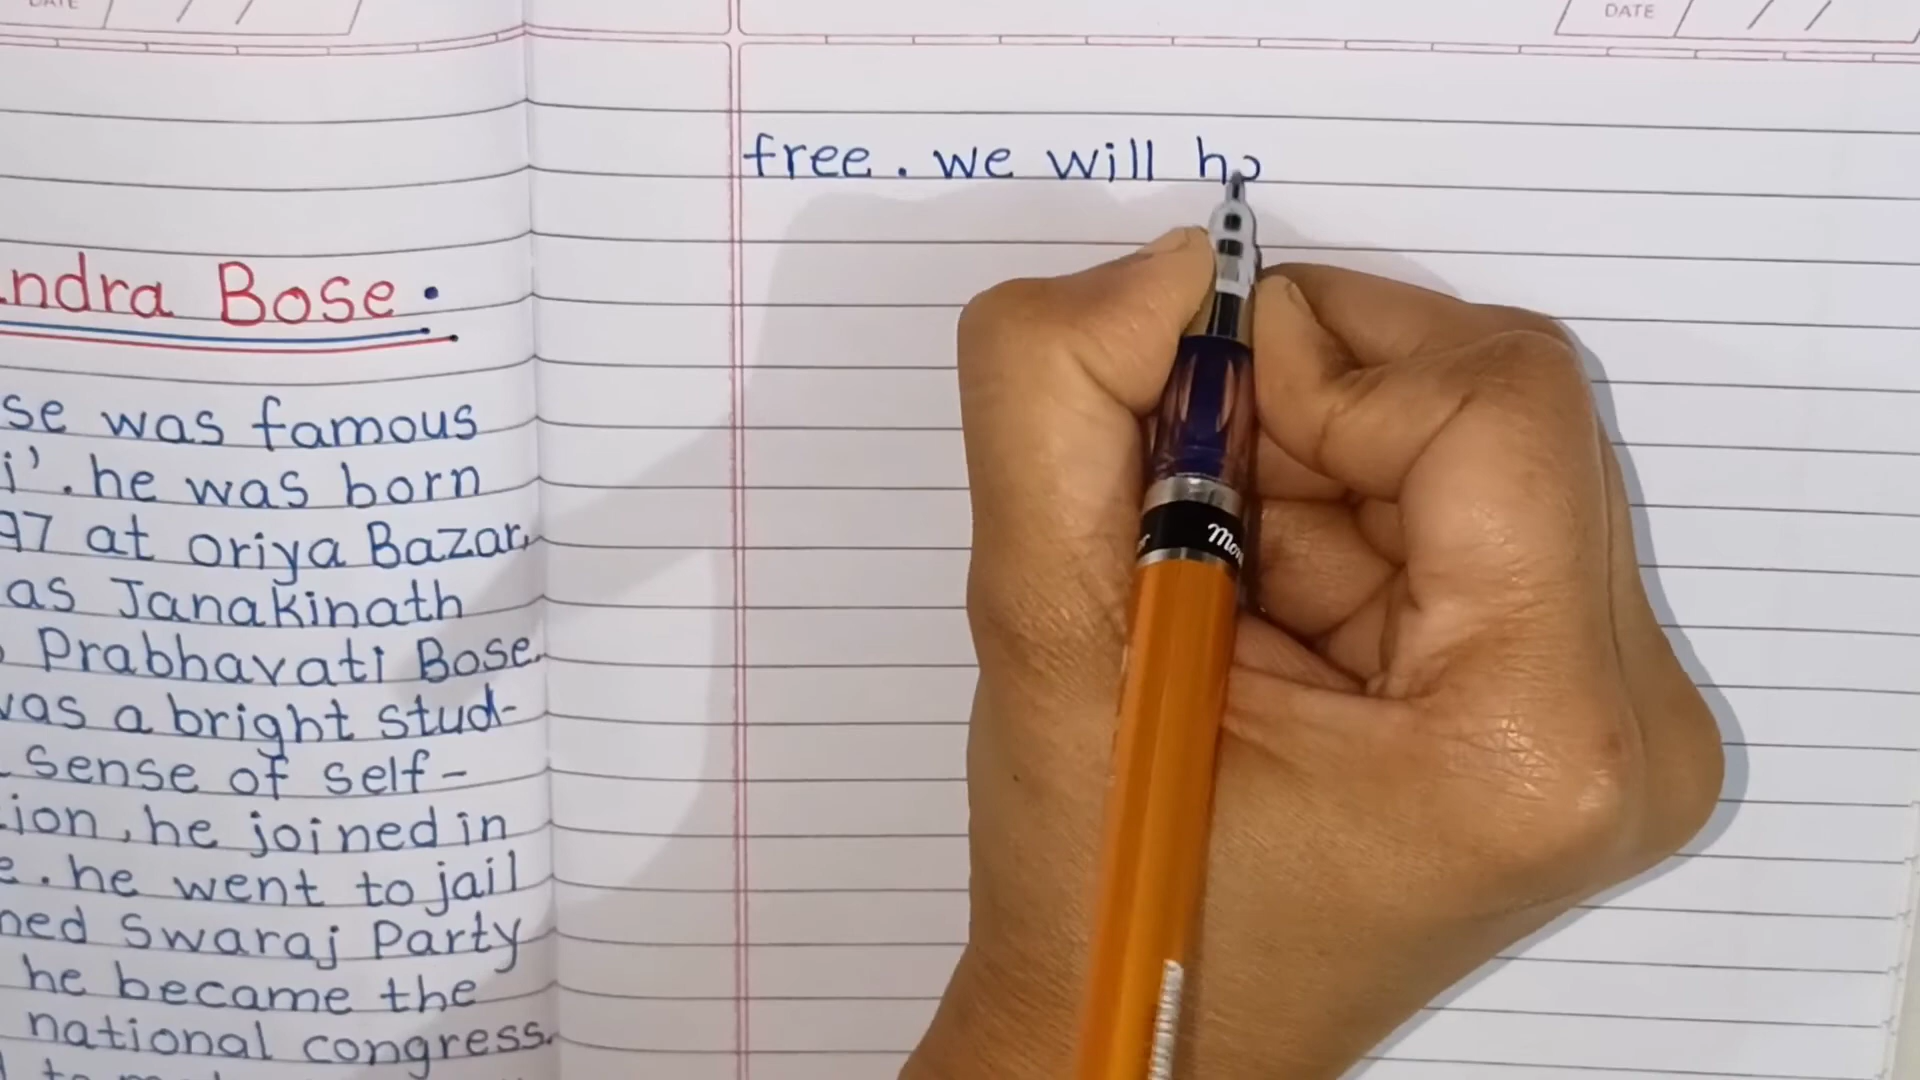 DATE
DATE
free. we will
ndra Bose.
se was famous
i'. he was born
97 at oriya Bazar,
as Janakinath
Prabhavati Bose.
was a bright stud-
sense of self-
ion, he joined in
e. he went to jail
ned Swaraj Party
he became the
national congress.